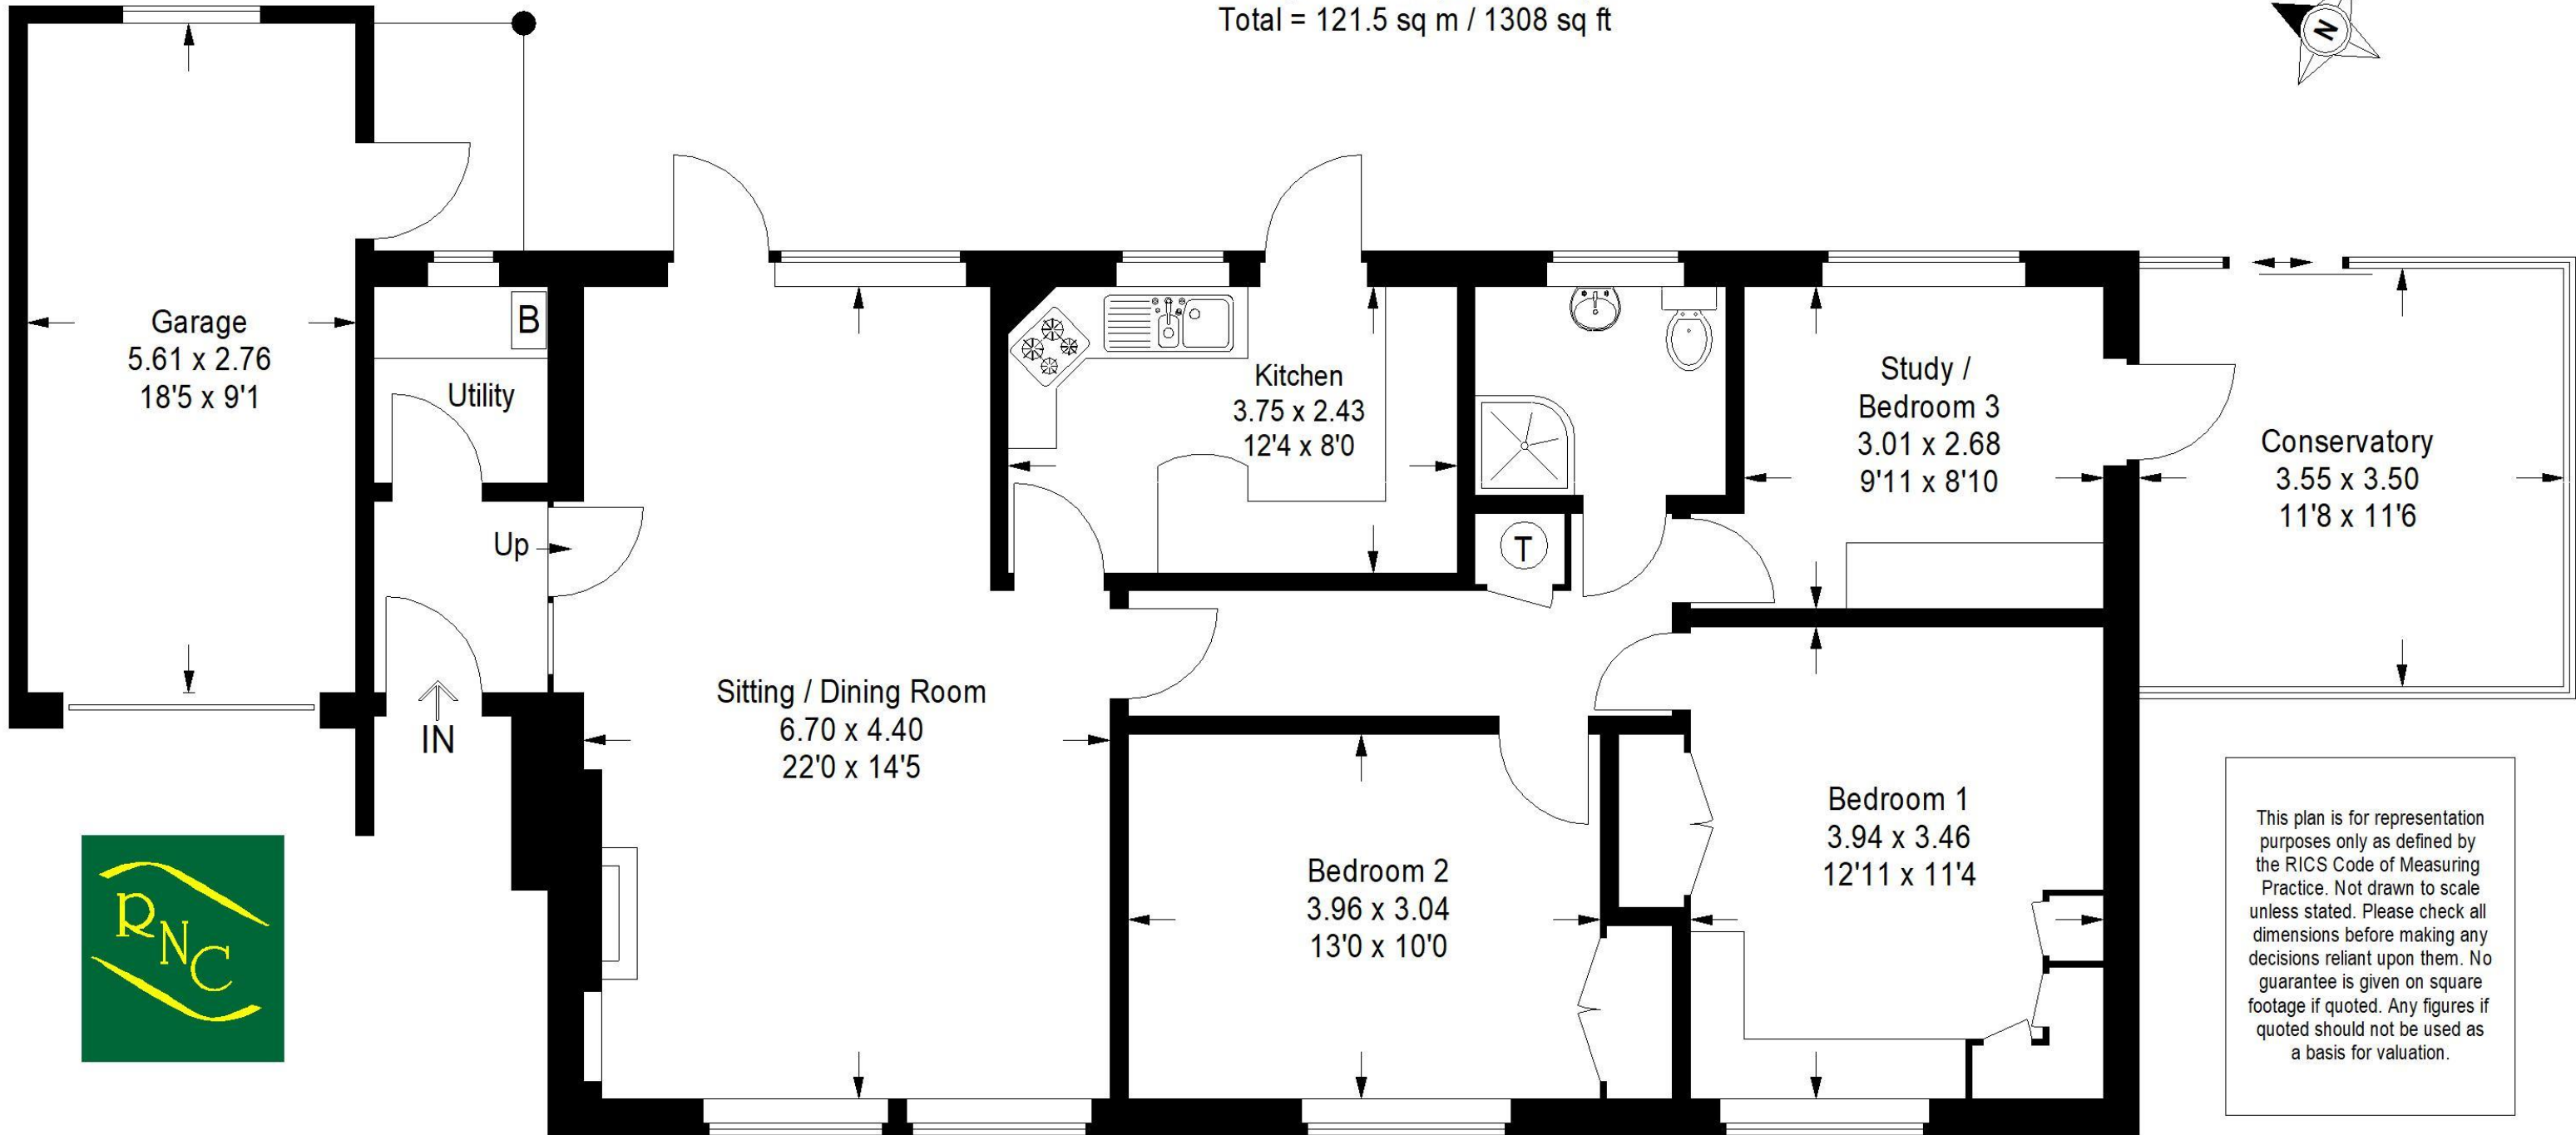 Total = 121.5 sq m / 1308 sq ft
N
Garage
5.61 x 2.76
18'5 x 9'1
B
Utility
Up
IN
Sitting / Dining Room
6.70 x 4.40
22'0 x 14'5
Kitchen
3.75 x 2.43
12'4 x 8'0
T
Study /
Bedroom 3
3.01 x 2.68
9'11 x 8'10
Conservatory
3.55 x 3.50
11'8 x 11'6
Bedroom 2
3.96 x 3.04
13'0 x 10'0
Bedroom 1
3.94 x 3.46
12'11 x 11'4
RNC
This plan is for representation
purposes only as defined by
the RICS Code of Measuring
Practice. Not drawn to scale
unless stated. Please check all
dimensions before making any
decisions reliant upon them. No
guarantee is given on square
footage if quoted. Any figures if
quoted should not be used as
a basis for valuation.